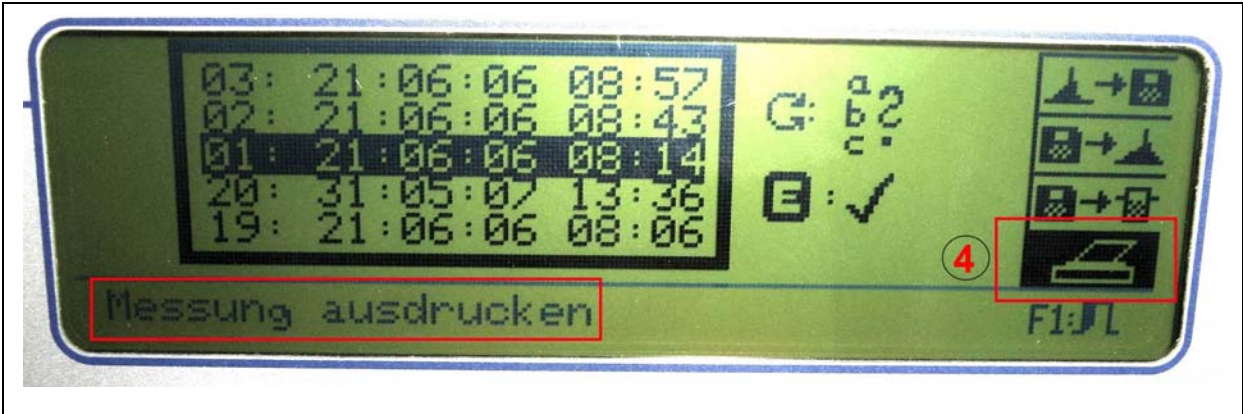 03: 21:06:06 08:57
02: 21:06:06 08:43
01: 21:06:06 08:14
20: 31:05:07 13:36
19: 21:06:06 08:06
G: a b c ?
E :✓
4
Messung ausdrucken
F1: